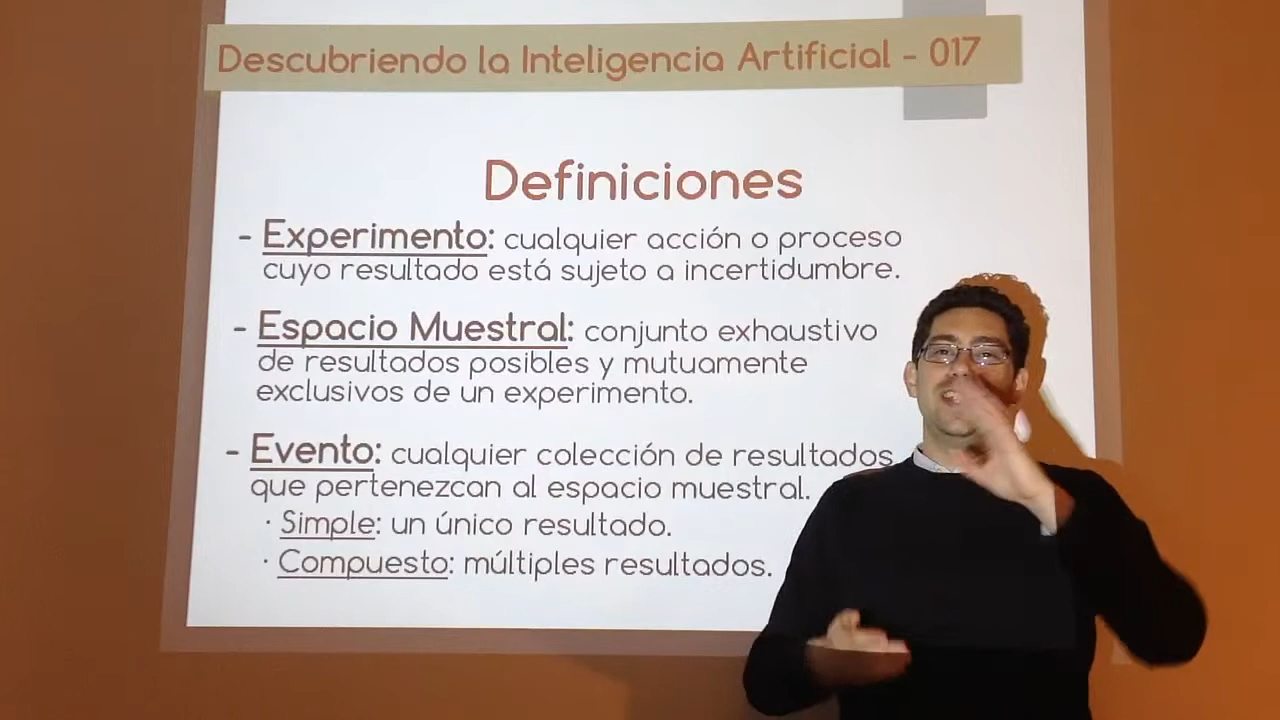 Descubriendo la Inteligencia Artificial - 017
Definiciones
- Experimento: cualquier acción o proceso
cuyo resultado está sujeto a incertidumbre.
- Espacio Muestral: conjunto exhaustivo
de resultados posibles y mutuamente
exclusivos de un experimento.
- Evento: cualquier colección de resultados
que pertenezcan al espacio muestral.
· Simple: un único resultado.
· Compuesto: múltiples resultados.